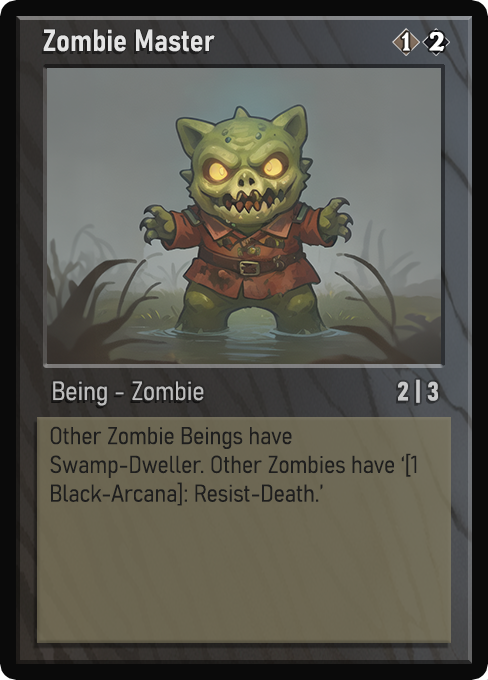 Zombie Master 1 2
Being - Zombie 2|3
Other Zombie Beings have
Swamp-Dweller. Other Zombies have ‘[1
Black-Arcana]: Resist-Death.’